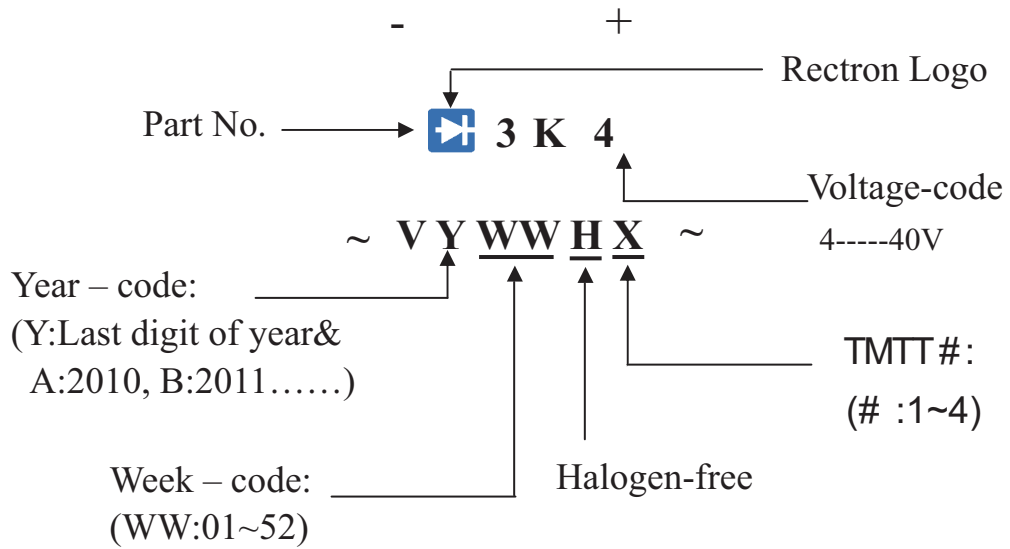 - +
Rectron Logo
Part No.
3 K 4
Voltage-code
4-----40V
~ V Y WW H X ~
Year – code:
(Y:Last digit of year&
A:2010, B:2011......)
TMTT#:
(# :1~4)
Halogen-free
Week – code:
(WW:01~52)